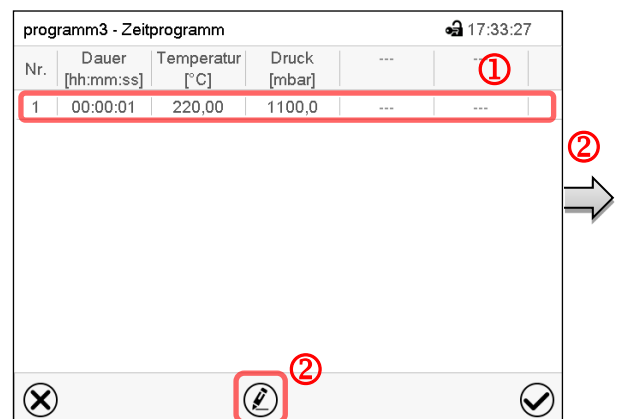 programm3 - Zeitprogramm 17:33:27
Nr. Dauer [hh:mm:ss] Temperatur [°C] Druck [mbar] --- ---
①
1 00:00:01 220,00 1100,0 --- ---
②
②